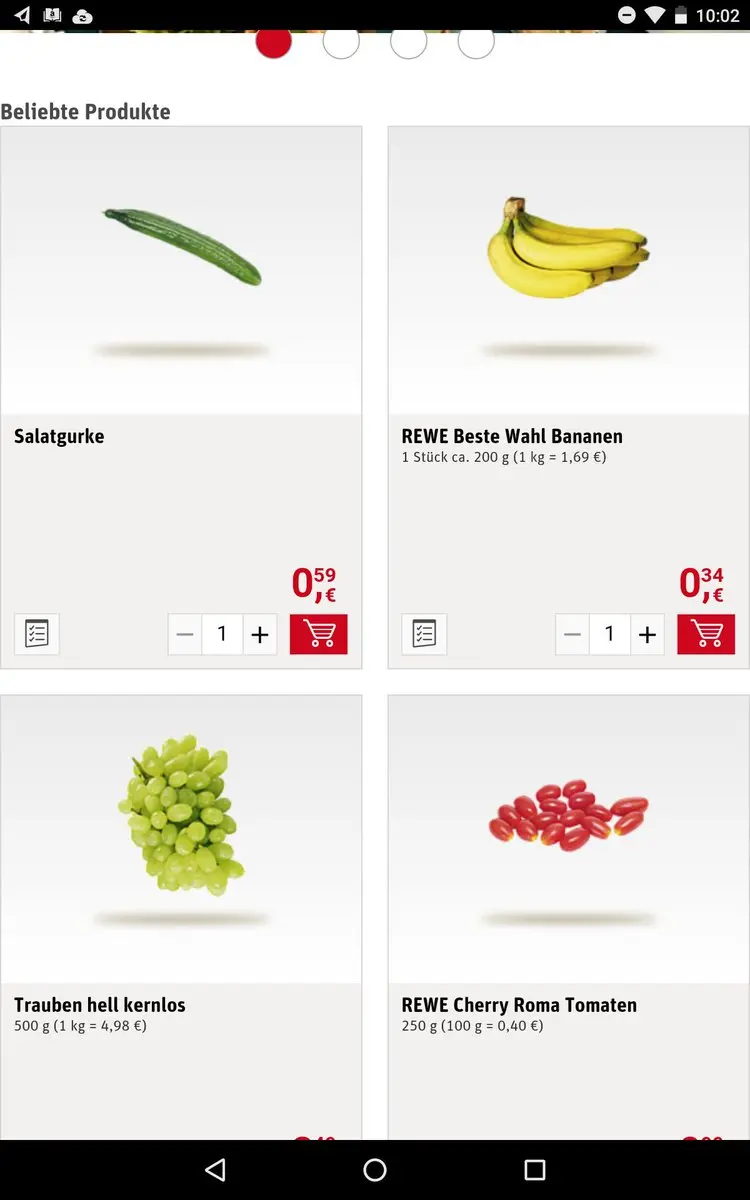 10:02
Beliebte Produkte
Salatgurke
0,59 €
1
REWE Beste Wahl Bananen
1 Stück ca. 200 g (1 kg = 1,69 €)
0,34 €
1
Trauben hell kernlos
500 g (1 kg = 4,98 €)
REWE Cherry Roma Tomaten
250 g (100 g = 0,40 €)